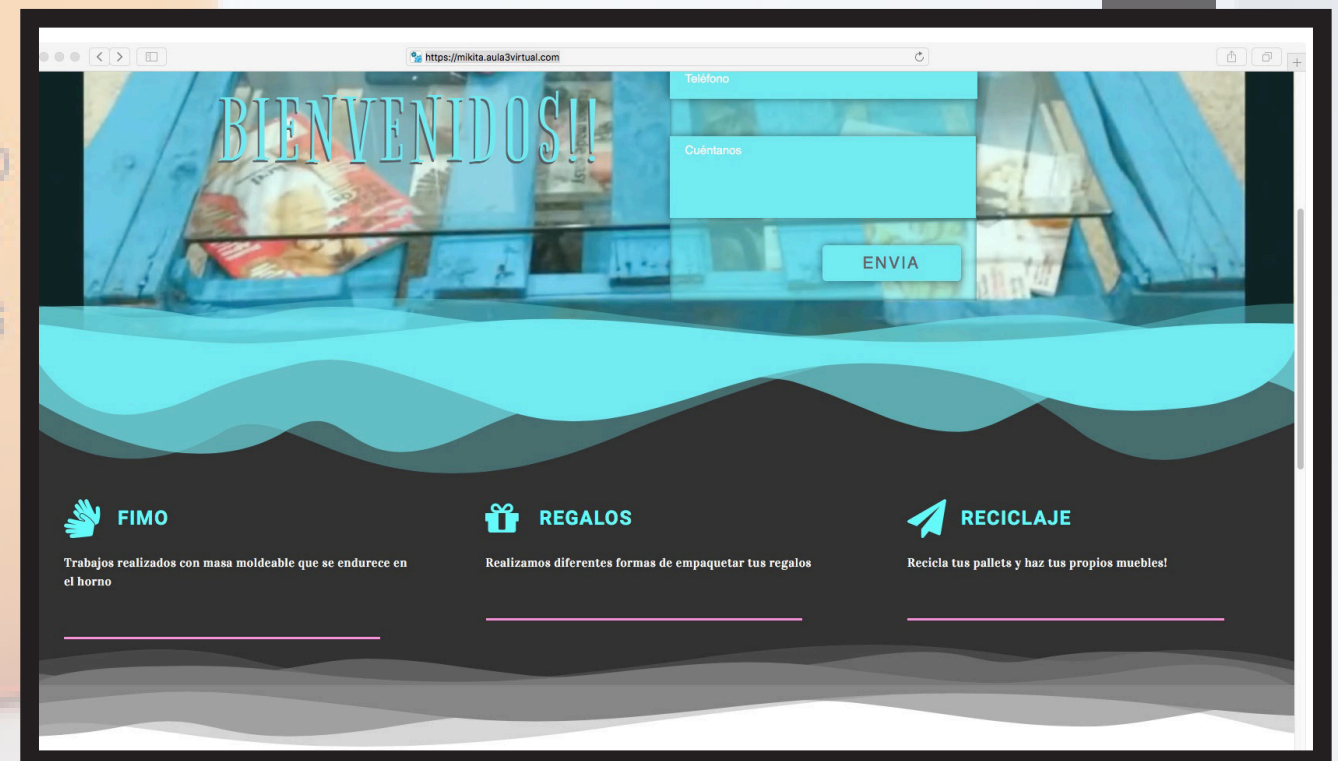 https://mikita.aula3virtual.com
BIENVENIDOS!!
Teléfono
Cuéntanos
ENVIA
FIMO
Trabajos realizados con masa moldeable que se endurece en
el horno
REGALOS
Realizamos diferentes formas de empaquetar tus regalos
RECICLAJE
Recicla tus pallets y haz tus propios muebles!